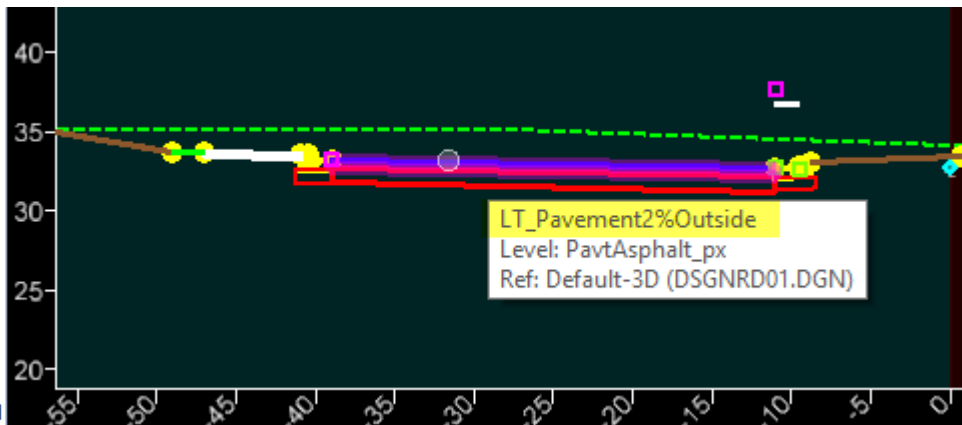 40
35
LT_Pavement2%Outside
30
Level: PavtAsphalt_px
Ref: Default-3D (DSGNRD01.DGN)
25
20
-55 -50 -45 -40 -35 -30 -25 -20 -15 -10 -5 0